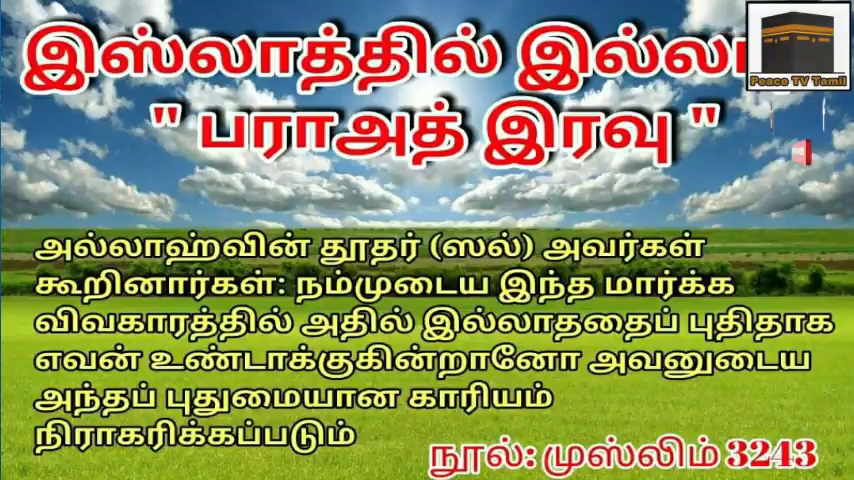 இஸ்லாத்தில்
" பராஅத் இரவு "
Peace TV Tamil
அல்லாஹ்வின் தூதர் (ஸல்) அவர்கள்
கூறினார்கள்: நம்முடைய இந்த மார்க்க
விவகாரத்தில் அதில் இல்லாததைப் புதிதாக
எவன் உண்டாக்குகின்றானோ அவனுடைய
அந்தப் புதுமையான காரியம்
நிராகரிக்கப்படும்
நூல்: முஸ்லிம் 3243